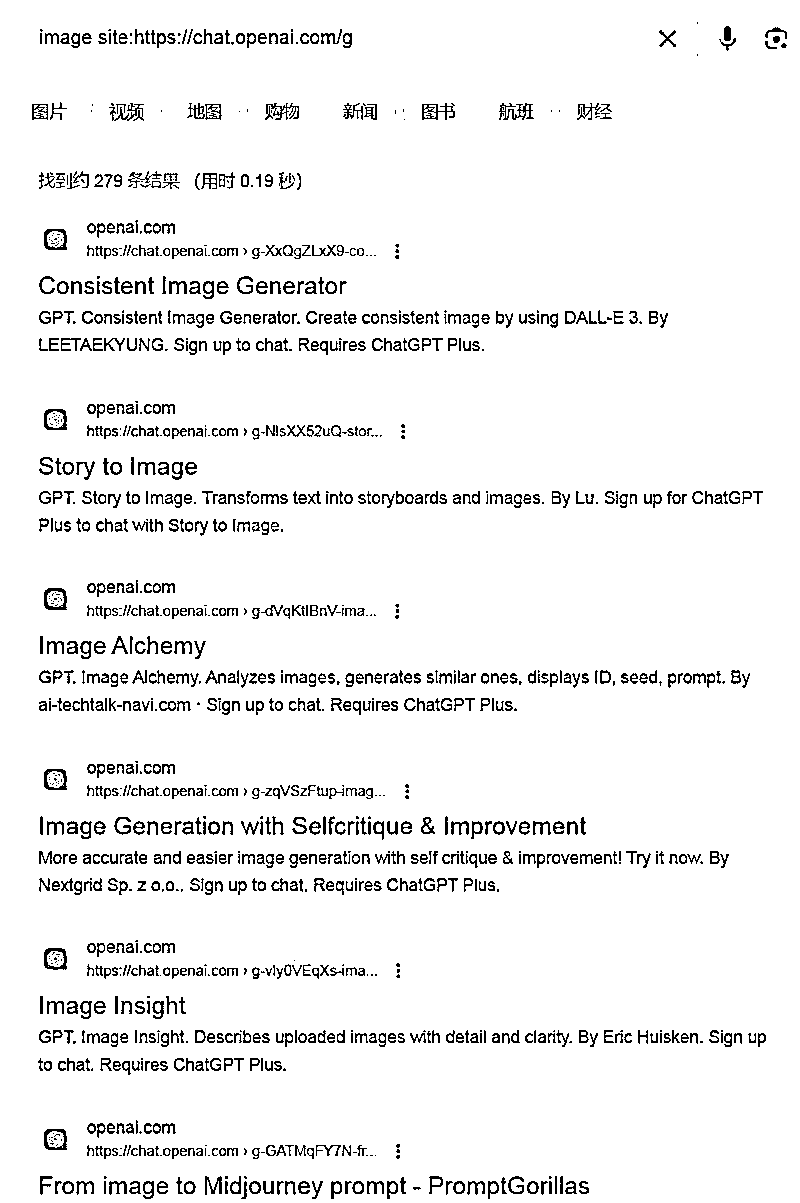 image site:https://chat.openai.com/g
图片 视频 地图 购物 新闻 图书 航班 财经
找到约 279 条结果 (用时 0.19 秒)
openai.com
https://chat.openai.com › g-XxQgZLxX9-co...
Consistent Image Generator
GPT. Consistent Image Generator. Create consistent image by using DALL-E 3. By
LEETAEKYUNG. Sign up to chat. Requires ChatGPT Plus.
openai.com
https://chat.openai.com › g-NIsXX52uQ-stor...
Story to Image
GPT. Story to Image. Transforms text into storyboards and images. By Lu. Sign up for ChatGPT
Plus to chat with Story to Image.
openai.com
https://chat.openai.com › g-dVqKtIBnV-ima...
Image Alchemy
GPT. Image Alchemy. Analyzes images, generates similar ones, displays ID, seed, prompt. By
ai-techtalk-navi.com · Sign up to chat. Requires ChatGPT Plus.
openai.com
https://chat.openai.com › g-zqVSzFtup-imag...
Image Generation with Selfcritique & Improvement
More accurate and easier image generation with self critique & improvement! Try it now. By
Nextgrid Sp. z o.o.. Sign up to chat. Requires ChatGPT Plus.
openai.com
https://chat.openai.com › g-vIy0VEqXs-ima...
Image Insight
GPT. Image Insight. Describes uploaded images with detail and clarity. By Eric Huisken. Sign up
to chat. Requires ChatGPT Plus.
openai.com
https://chat.openai.com › g-GATMqFY7N-fr...
From image to Midjourney prompt - PromptGorillas